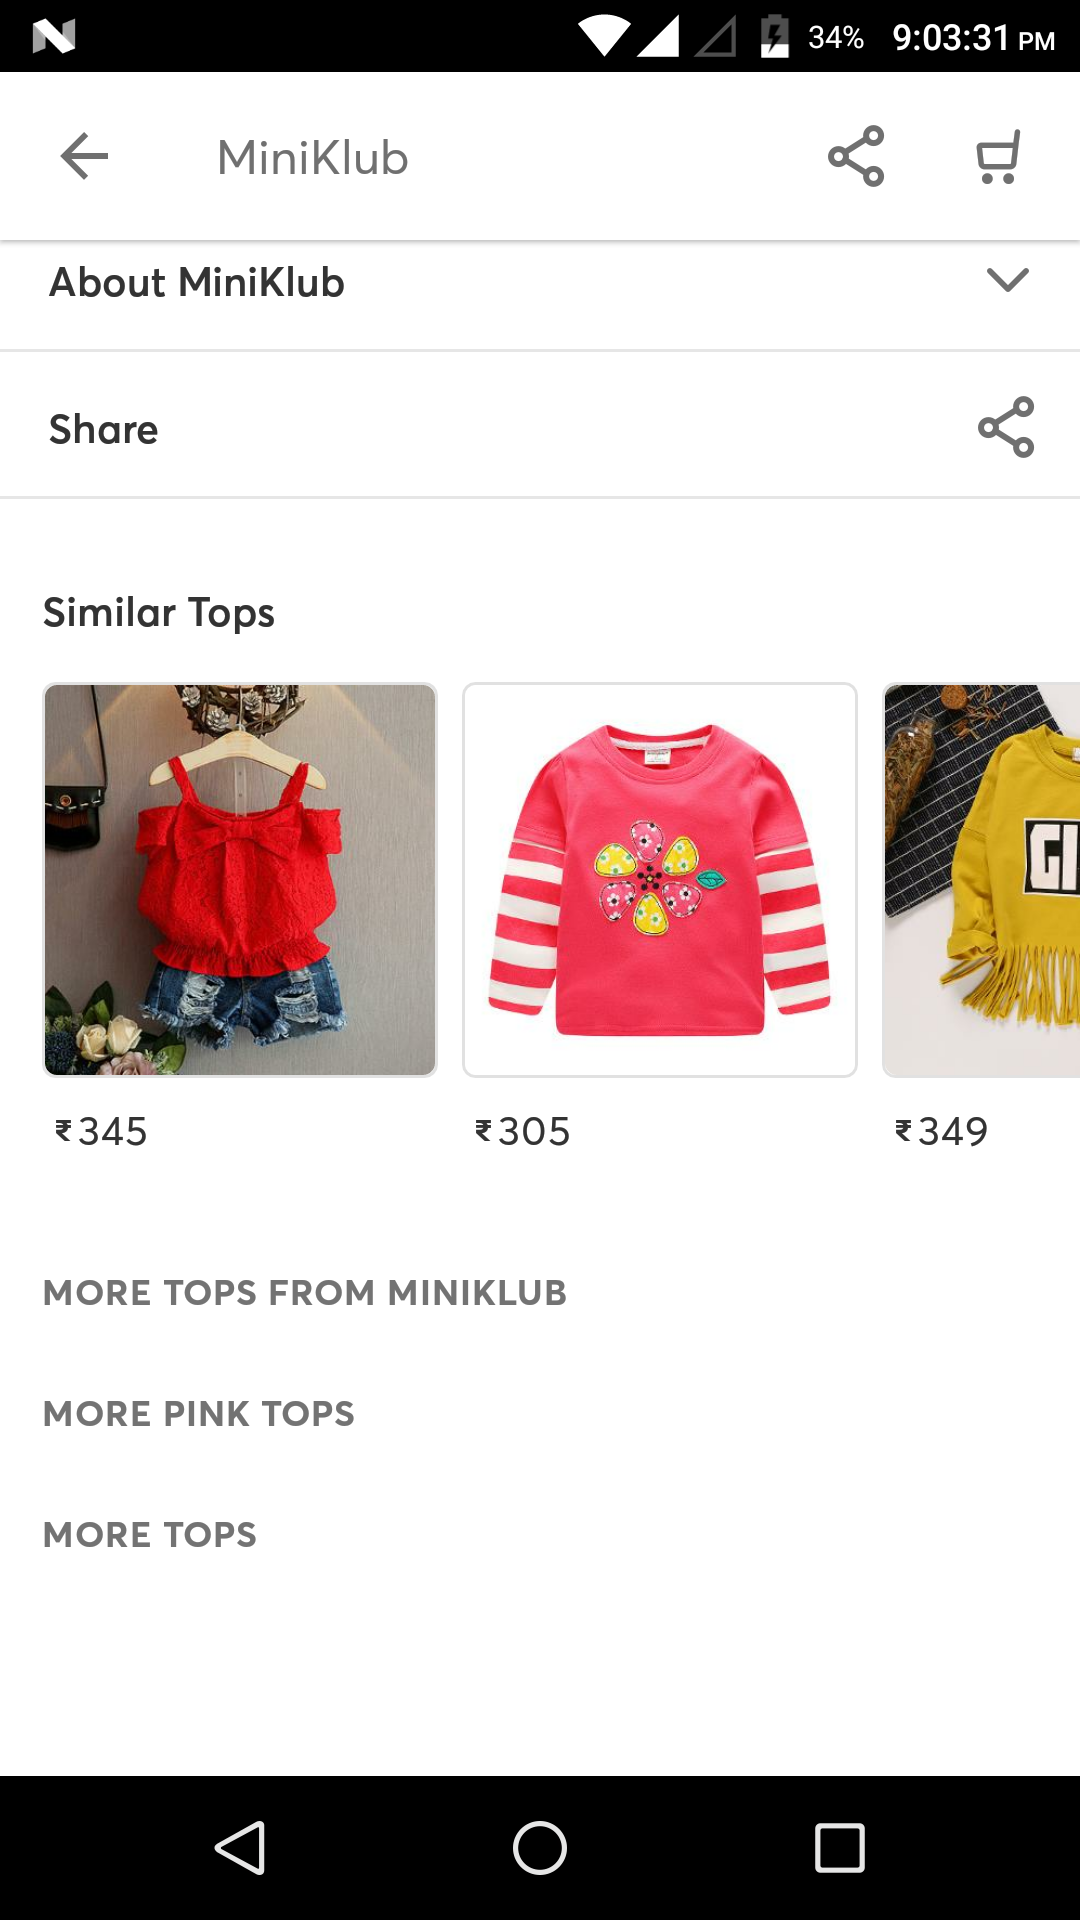 34% 9:03:31 PM
MiniKlub
About MiniKlub
Share
Similar Tops
GI
₹345 ₹305 ₹349
MORE TOPS FROM MINIKLUB
MORE PINK TOPS
MORE TOPS